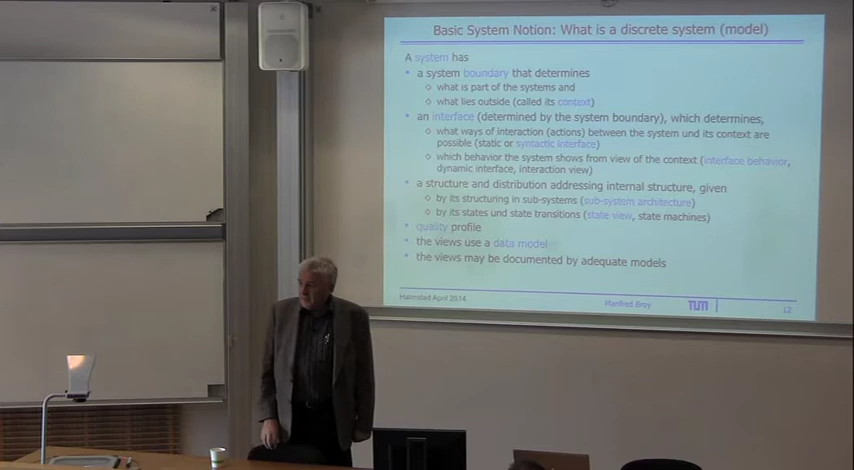 Basic System Notion: What is a discrete system (model)
A system has
• a system boundary that determines
◇ what is part of the systems and
◇ what lies outside (called its context)
• an interface (determined by the system boundary), which determines,
◇ what ways of interaction (actions) between the system und its context are
possible (static or syntactic interface)
◇ which behavior the system shows from view of the context (interface behavior,
dynamic interface, interaction view)
• a structure and distribution addressing internal structure, given
◇ by its structuring in sub-systems (sub-system architecture)
◇ by its states und state transitions (state view, state machines)
• quality profile
• the views use a data model
• the views may be documented by adequate models
Halmstad April 2014
Manfred Broy
TUM
12